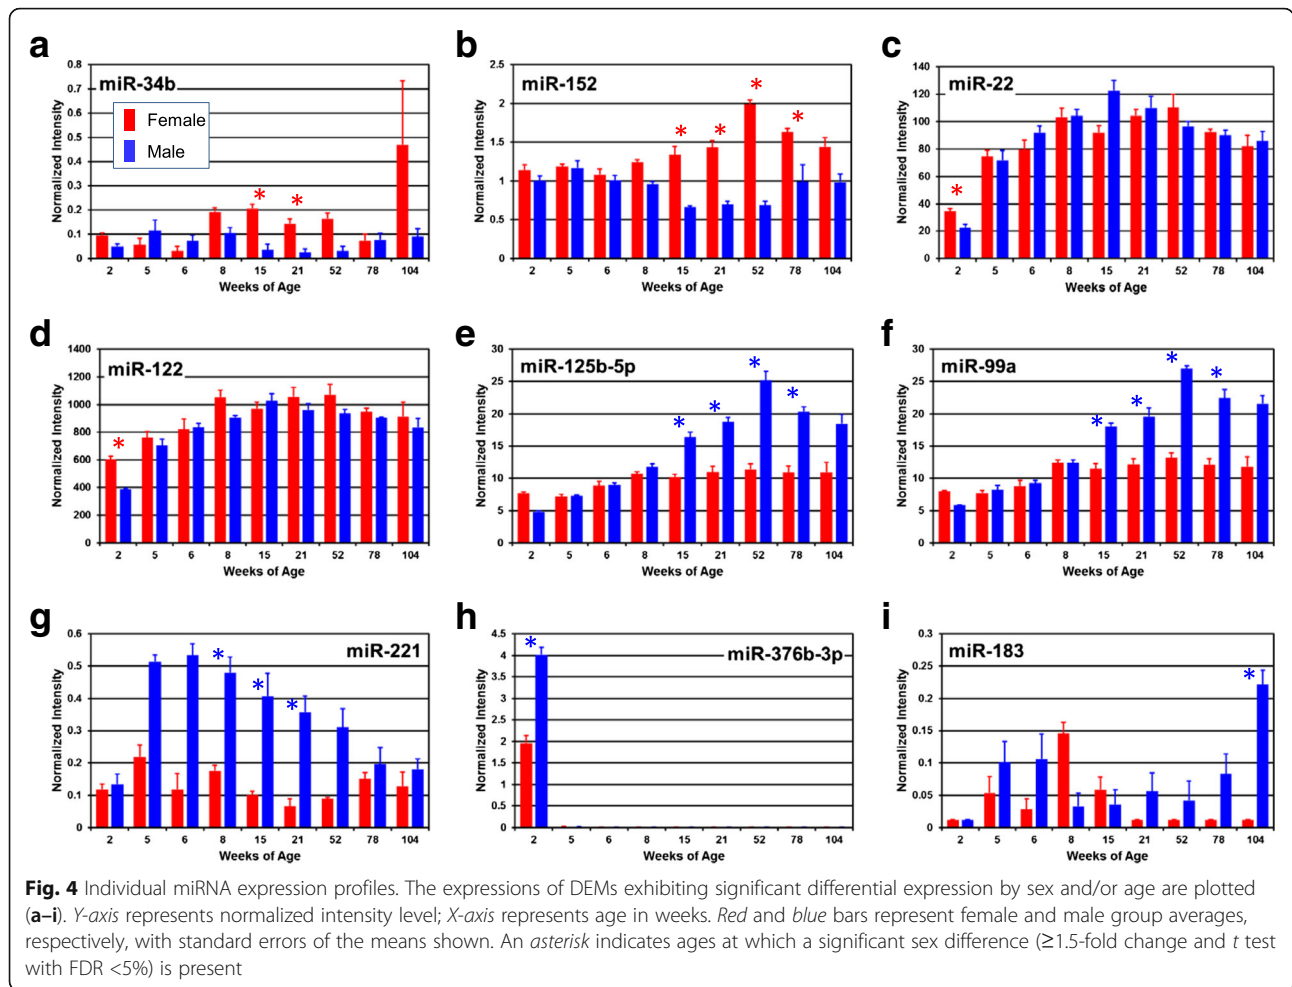 a
miR-34b
Female
Male
Normalized Intensity
0.8
0.7
0.6
0.5
0.4
0.3
0.2
0.1
0
* *
2 5 6 8 15 21 52 78 104
Weeks of Age
b
miR-152
Normalized Intensity
2.5
2
1.5
1
0.5
0
* * * *
2 5 6 8 15 21 52 78 104
Weeks of Age
c
miR-22
Normalized Intensity
140
120
100
80
60
40
20
0
*
2 5 6 8 15 21 52 78 104
Weeks of Age
d
miR-122
Normalized Intensity
1400
1200
1000
800
600
400
200
0
*
2 5 6 8 15 21 52 78 104
Weeks of Age
e
miR-125b-5p
Normalized Intensity
30
25
20
15
10
5
0
* * * *
2 5 6 8 15 21 52 78 104
Weeks of Age
f
miR-99a
Normalized Intensity
30
25
20
15
10
5
0
* * * *
2 5 6 8 15 21 52 78 104
Weeks of Age
g
miR-221
Normalized Intensity
0.6
0.5
0.4
0.3
0.2
0.1
0
* * *
2 5 6 8 15 21 52 78 104
Weeks of Age
h
miR-376b-3p
Normalized Intensity
4.5
4
3.5
3
2.5
2
1.5
1
0.5
0
*
2 5 6 8 15 21 52 78 104
Weeks of Age
i
miR-183
Normalized Intensity
0.3
0.25
0.2
0.15
0.1
0.05
0
*
2 5 6 8 15 21 52 78 104
Weeks of Age
Fig. 4 Individual miRNA expression profiles. The expressions of DEMs exhibiting significant differential expression by sex and/or age are plotted
(a–i). Y-axis represents normalized intensity level; X-axis represents age in weeks. Red and blue bars represent female and male group averages,
respectively, with standard errors of the means shown. An asterisk indicates ages at which a significant sex difference (≥1.5-fold change and t test
with FDR <5%) is present